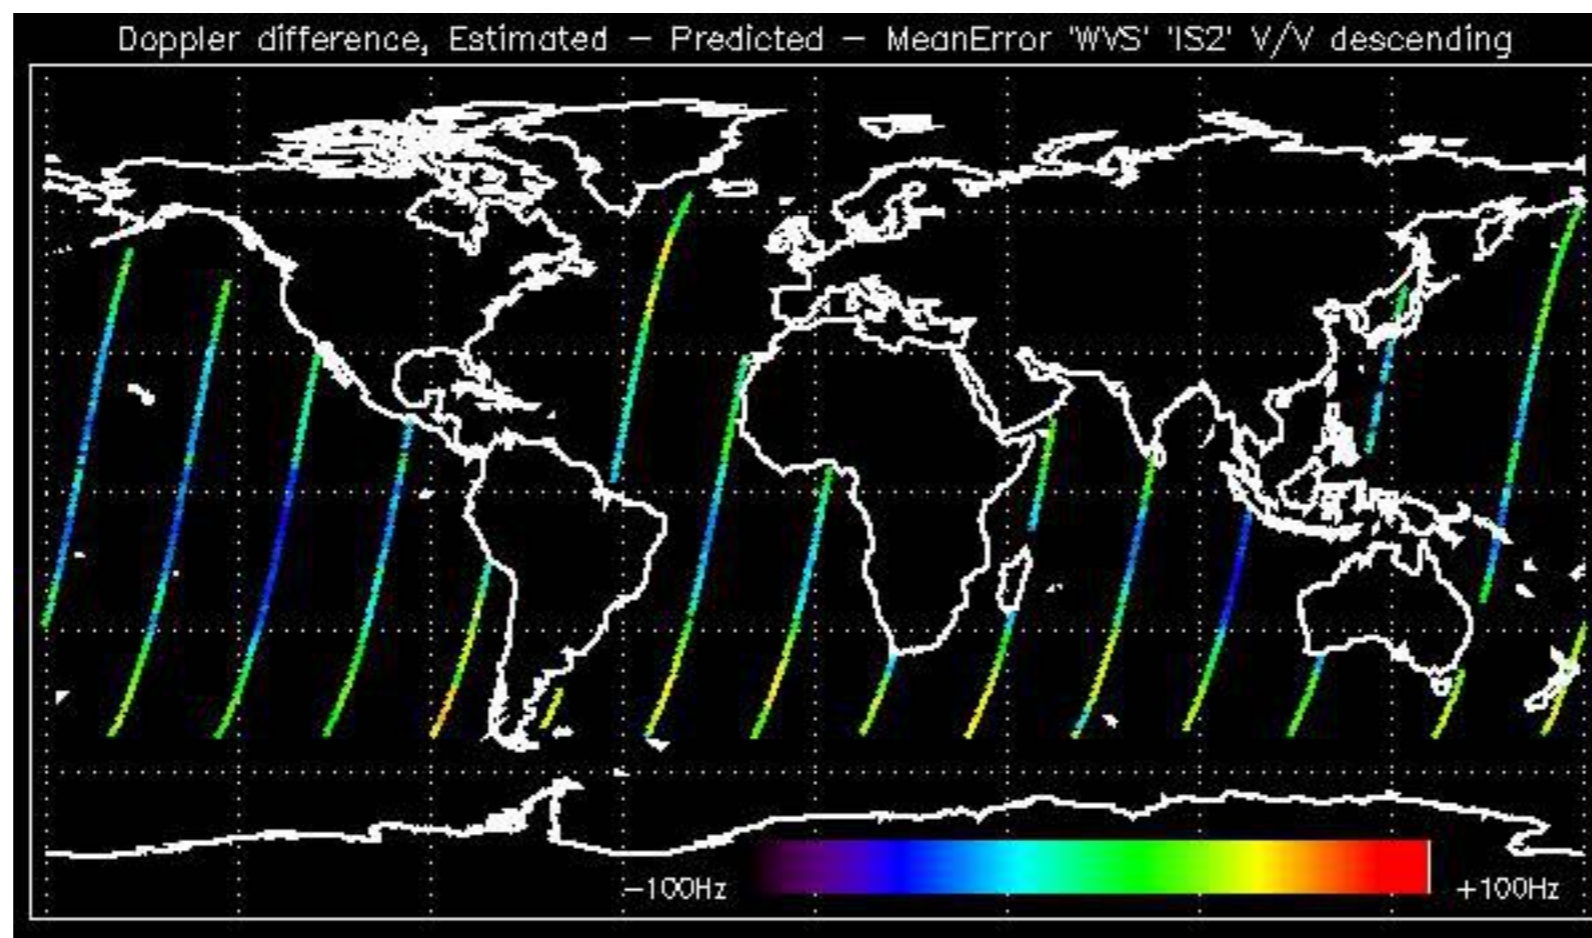 Doppler difference, Estimated – Predicted – MeanError 'WVS' 'IS2' V/V descending
−100Hz +100Hz